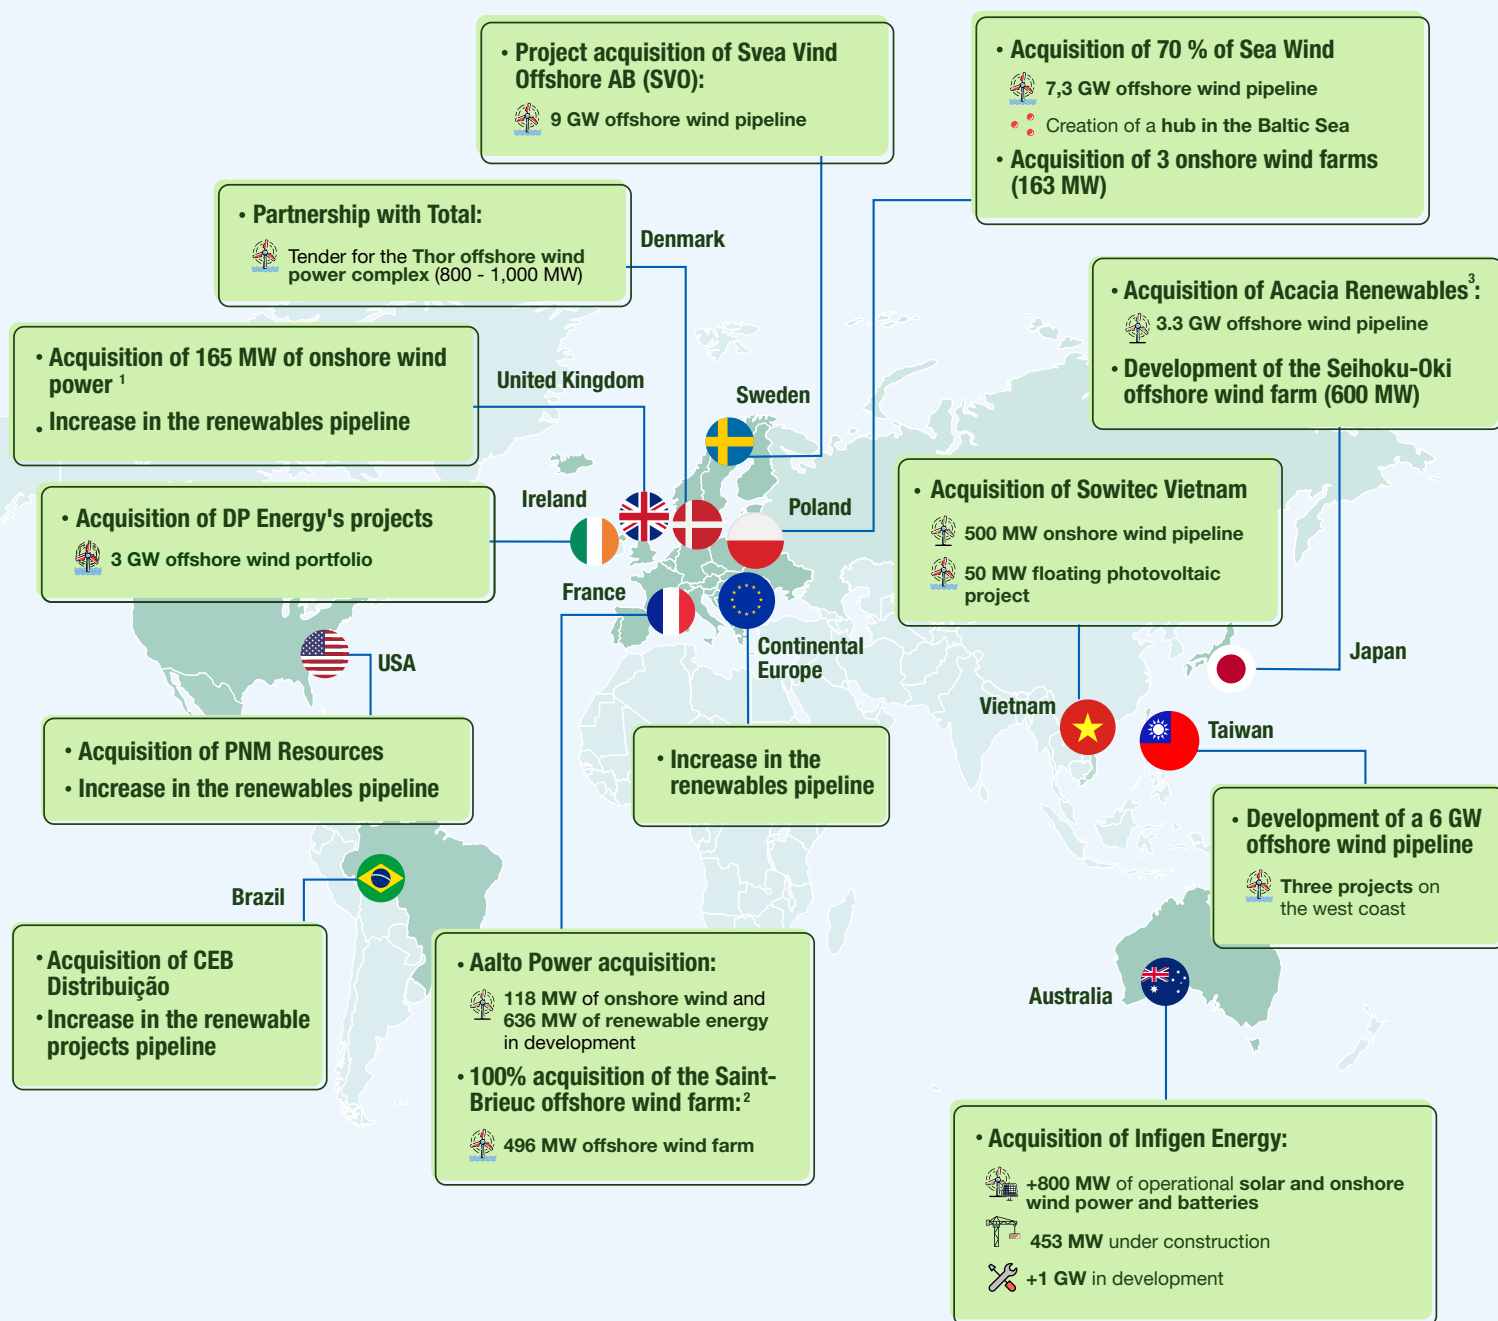 • Project acquisition of Svea Vind
Offshore AB (SVO):
9 GW offshore wind pipeline
• Acquisition of 70 % of Sea Wind
7,3 GW offshore wind pipeline
Creation of a hub in the Baltic Sea
• Acquisition of 3 onshore wind farms
(163 MW)
• Partnership with Total:
Tender for the Thor offshore wind
power complex (800 - 1,000 MW)
Denmark
• Acquisition of Acacia Renewables³:
3.3 GW offshore wind pipeline
• Development of the Seihoku-Oki
offshore wind farm (600 MW)
• Acquisition of 165 MW of onshore wind
power ¹
• Increase in the renewables pipeline
United Kingdom
Sweden
• Acquisition of DP Energy's projects
3 GW offshore wind portfolio
Ireland
Poland
• Acquisition of Sowitec Vietnam
500 MW onshore wind pipeline
50 MW floating photovoltaic
project
France
Continental
Europe
USA
Japan
Vietnam
Taiwan
• Acquisition of PNM Resources
• Increase in the renewables pipeline
• Increase in the
renewables pipeline
• Development of a 6 GW
offshore wind pipeline
Three projects on
the west coast
Brazil
• Acquisition of CEB
Distribuição
• Increase in the renewable
projects pipeline
• Aalto Power acquisition:
118 MW of onshore wind and
636 MW of renewable energy
in development
• 100% acquisition of the Saint-
Brieuc offshore wind farm:²
496 MW offshore wind farm
Australia
• Acquisition of Infigen Energy:
+800 MW of operational solar and onshore
wind power and batteries
453 MW under construction
+1 GW in development